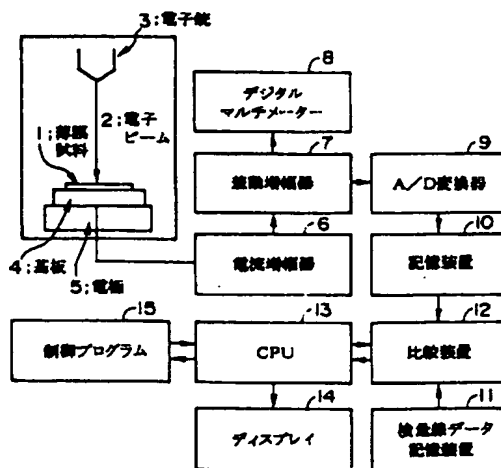 3;電子銃
2;電子
ビーム
1;薄膜
試料
4;基板
5;電極
8
デジタル
マルチメーター
7
差動増幅器
9
A/D変換器
6
電流増幅器
10
記憶装置
15
制御プログラム
13
CPU
12
比較装置
14
ディスプレイ
11
検量線データ
記憶装置